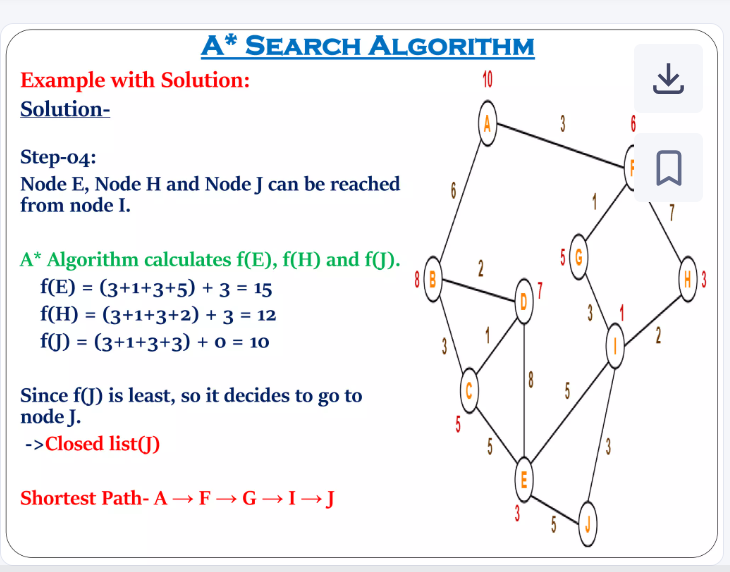 A* SEARCH ALGORITHM
Example with Solution:
Solution-
Step-04:
Node E, Node H and Node J can be reached
from node I.
A* Algorithm calculates f(E), f(H) and f(J).
f(E) = (3+1+3+5) + 3 = 15
f(H) = (3+1+3+2) + 3 = 12
f(J) = (3+1+3+3) + 0 = 10
Since f(J) is least, so it decides to go to
node J.
->Closed list(J)
Shortest Path- A → F → G → I → J
10
A
3
6
F
6
1
7
5
G
8
B
2
D
7
H
3
3
1
I
1
2
3
C
5
8
5
5
3
E
3
5
J